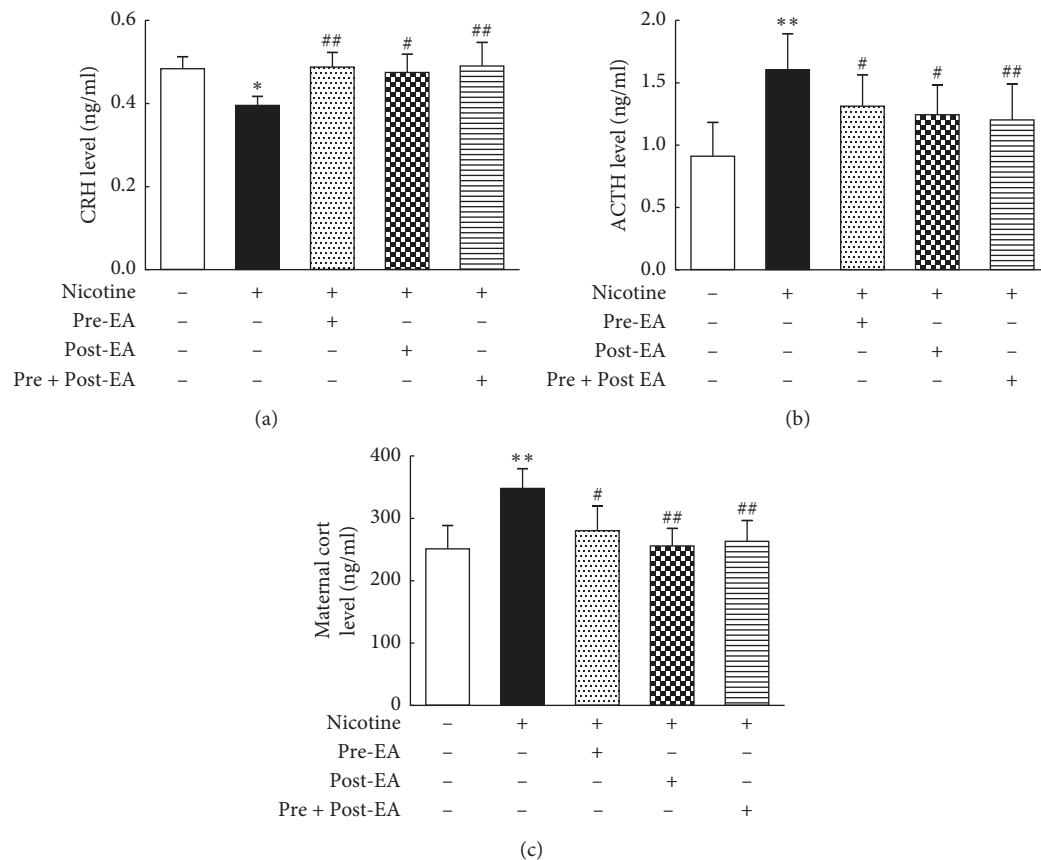 0.6
0.4
0.2
0.0
CRH level (ng/ml)
*
##
#
##
Nicotine – + + + +
Pre-EA – – + – –
Post-EA – – – + –
Pre + Post-EA – – – – +
(a)
2.0
1.5
1.0
0.5
0.0
ACTH level (ng/ml)
**
#
#
##
Nicotine – + + + +
Pre-EA – – + – –
Post-EA – – – + –
Pre + Post EA – – – – +
(b)
400
300
200
100
0
Maternal cort
level (ng/ml)
**
#
##
##
Nicotine – + + + +
Pre-EA – – + – –
Post-EA – – – + –
Pre + Post-EA – – – – +
(c)